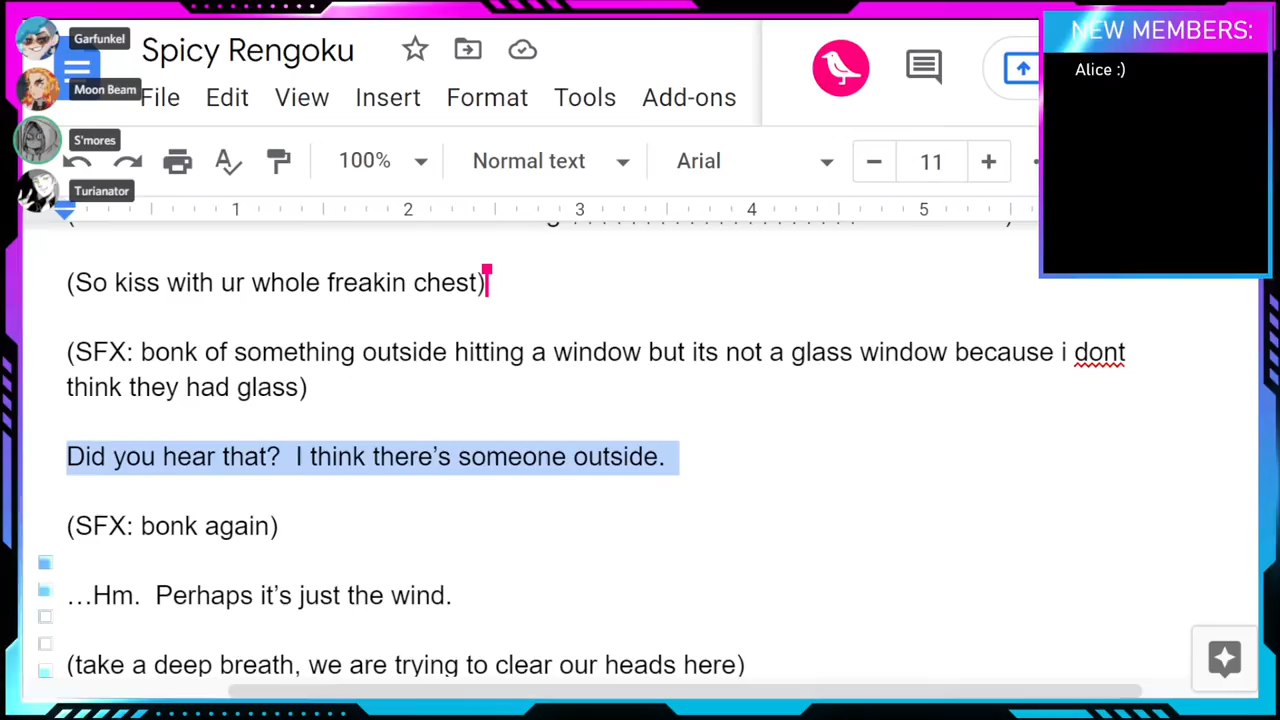 Garfunkel
Spicy Rengoku
NEW MEMBERS:
Alice :)
Moon Beam
File Edit View Insert Format Tools Add-ons
S'mores
100% Normal text Arial 11
Turianator
1 2 3 4 5
(So kiss with ur whole freakin chest)
(SFX: bonk of something outside hitting a window but its not a glass window because i dont
think they had glass)
Did you hear that?  I think there’s someone outside.
(SFX: bonk again)
…Hm.  Perhaps it’s just the wind.
(take a deep breath, we are trying to clear our heads here)